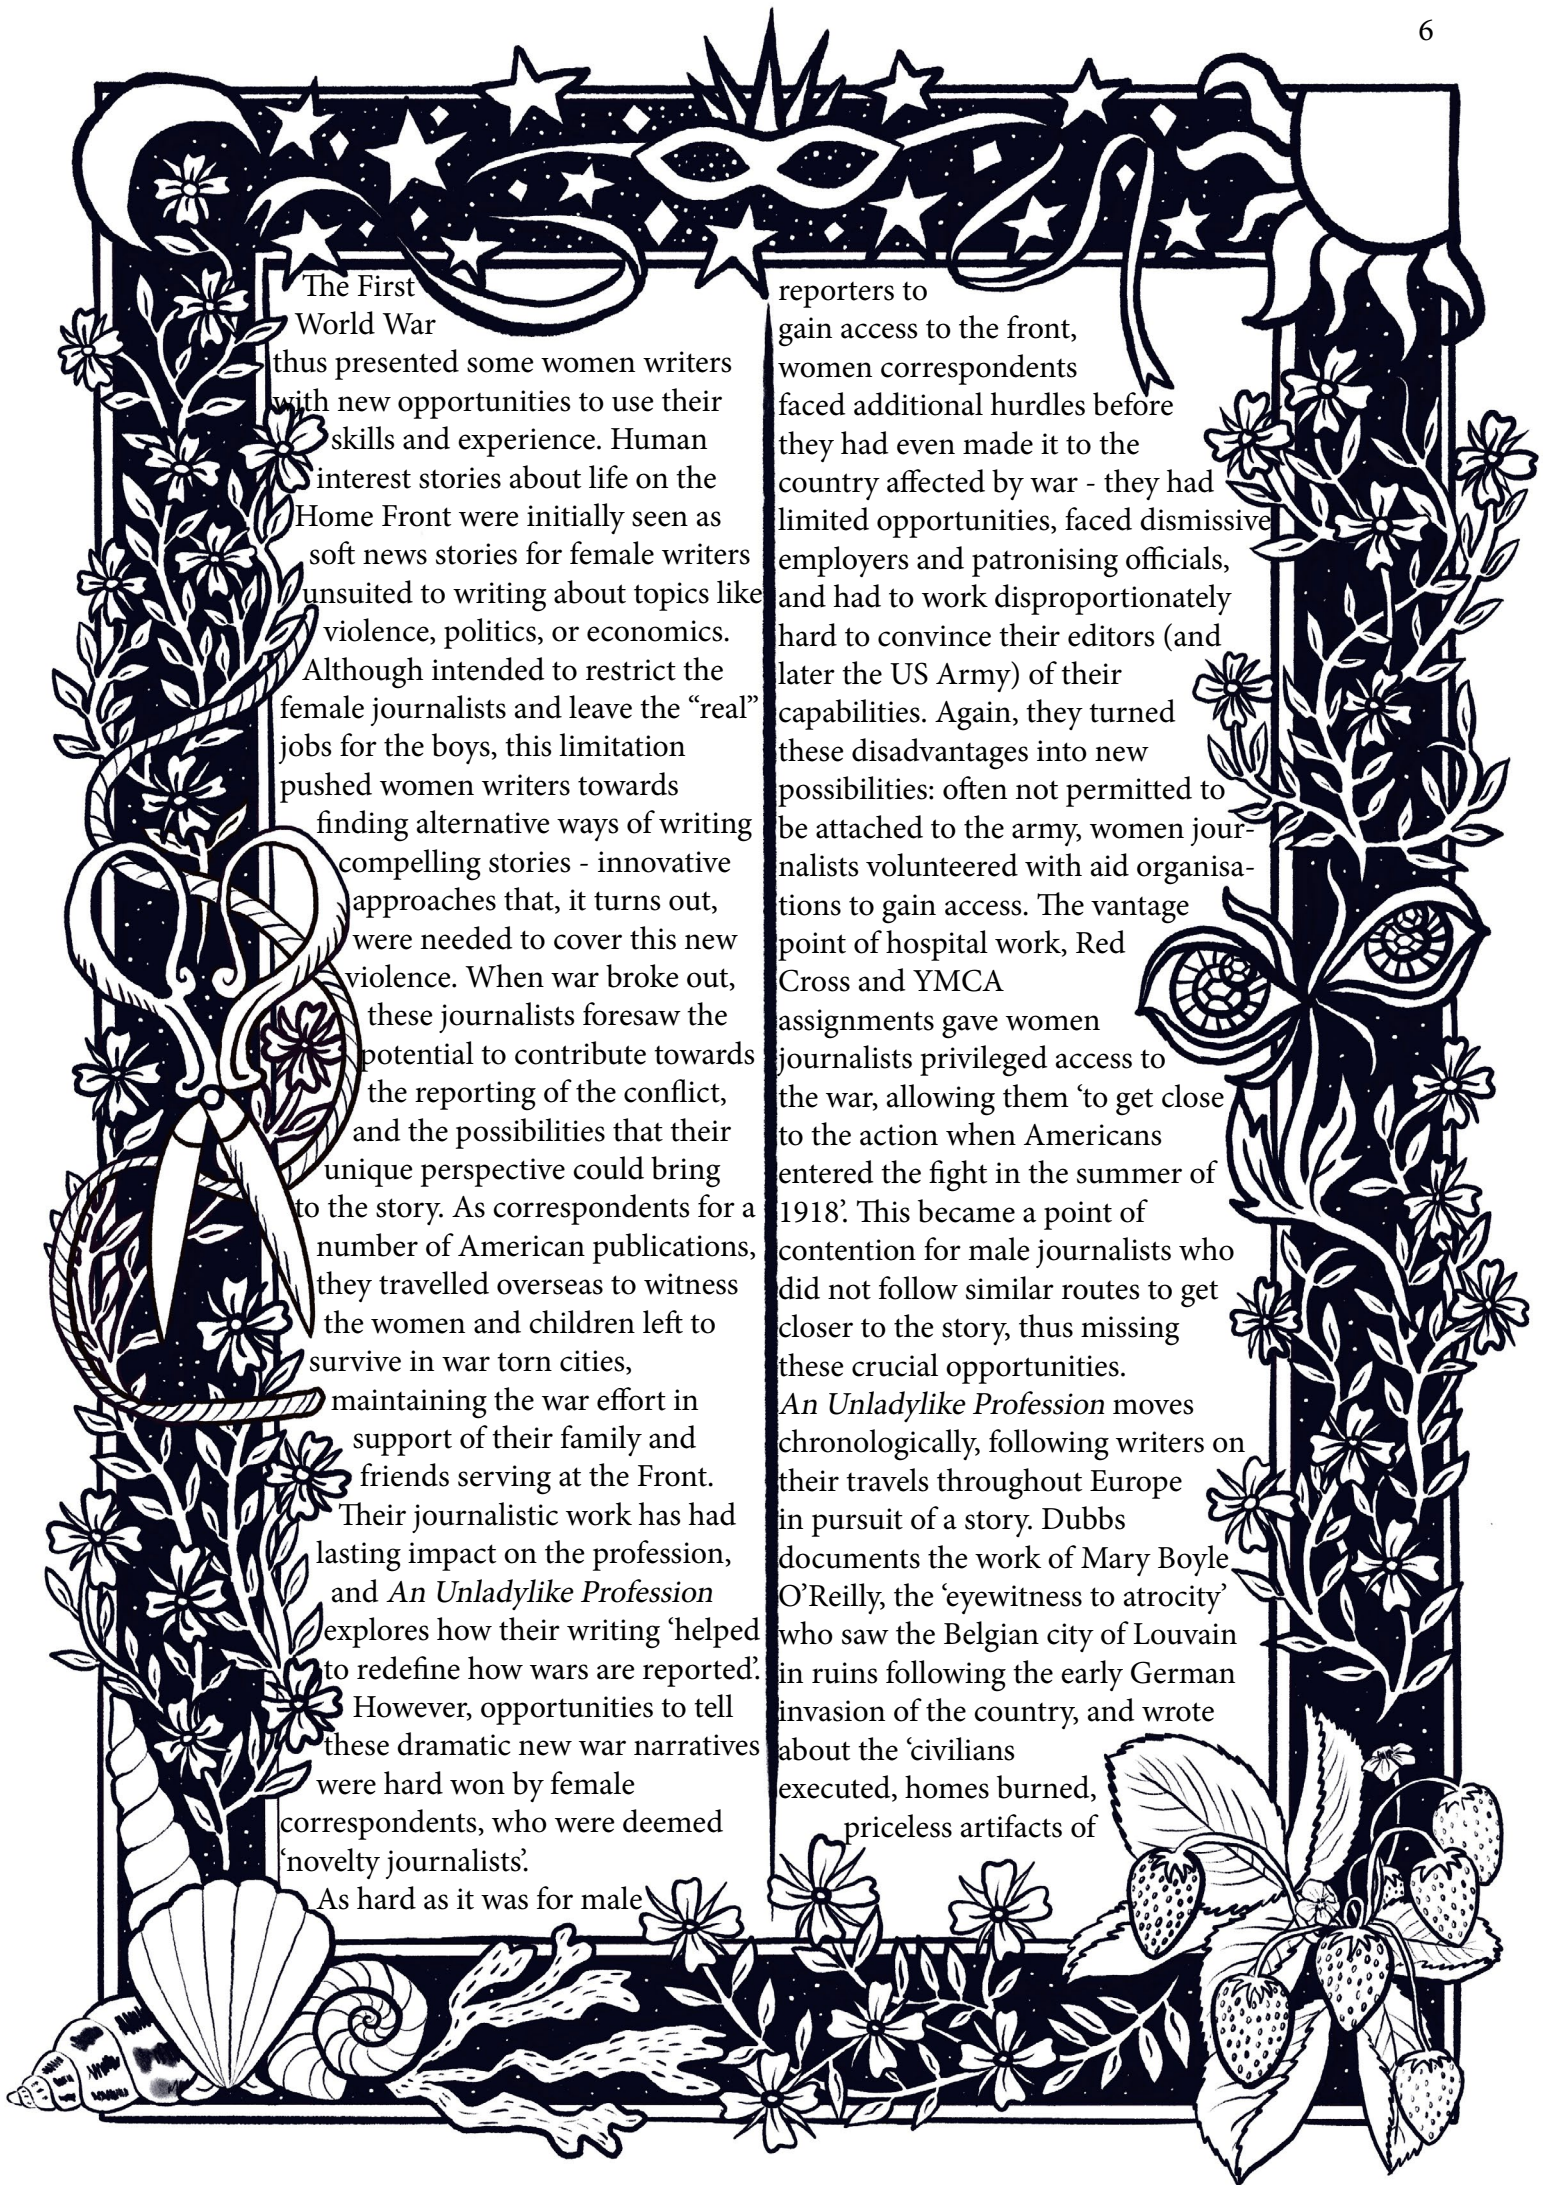 6
The First
World War
thus presented some women writers
with new opportunities to use their
skills and experience. Human
interest stories about life on the
Home Front were initially seen as
soft news stories for female writers
unsuited to writing about topics like
violence, politics, or economics.
Although intended to restrict the
female journalists and leave the “real”
jobs for the boys, this limitation
pushed women writers towards
finding alternative ways of writing
compelling stories - innovative
approaches that, it turns out,
were needed to cover this new
violence. When war broke out,
these journalists foresaw the
potential to contribute towards
the reporting of the conflict,
and the possibilities that their
unique perspective could bring
to the story. As correspondents for a
number of American publications,
they travelled overseas to witness
the women and children left to
survive in war torn cities,
maintaining the war effort in
support of their family and
friends serving at the Front.
Their journalistic work has had
lasting impact on the profession,
and An Unladylike Profession
explores how their writing ‘helped
to redefine how wars are reported’.
However, opportunities to tell
these dramatic new war narratives
were hard won by female
correspondents, who were deemed
‘novelty journalists’.
As hard as it was for male
reporters to
gain access to the front,
women correspondents
faced additional hurdles before
they had even made it to the
country affected by war - they had
limited opportunities, faced dismissive
employers and patronising officials,
and had to work disproportionately
hard to convince their editors (and
later the US Army) of their
capabilities. Again, they turned
these disadvantages into new
possibilities: often not permitted to
be attached to the army, women jour-
nalists volunteered with aid organisa-
tions to gain access. The vantage
point of hospital work, Red
Cross and YMCA
assignments gave women
journalists privileged access to
the war, allowing them ‘to get close
to the action when Americans
entered the fight in the summer of
1918’. This became a point of
contention for male journalists who
did not follow similar routes to get
closer to the story, thus missing
these crucial opportunities.
An Unladylike Profession moves
chronologically, following writers on
their travels throughout Europe
in pursuit of a story. Dubbs
documents the work of Mary Boyle
O’Reilly, the ‘eyewitness to atrocity’
who saw the Belgian city of Louvain
in ruins following the early German
invasion of the country, and wrote
about the ‘civilians
executed, homes burned,
priceless artifacts of